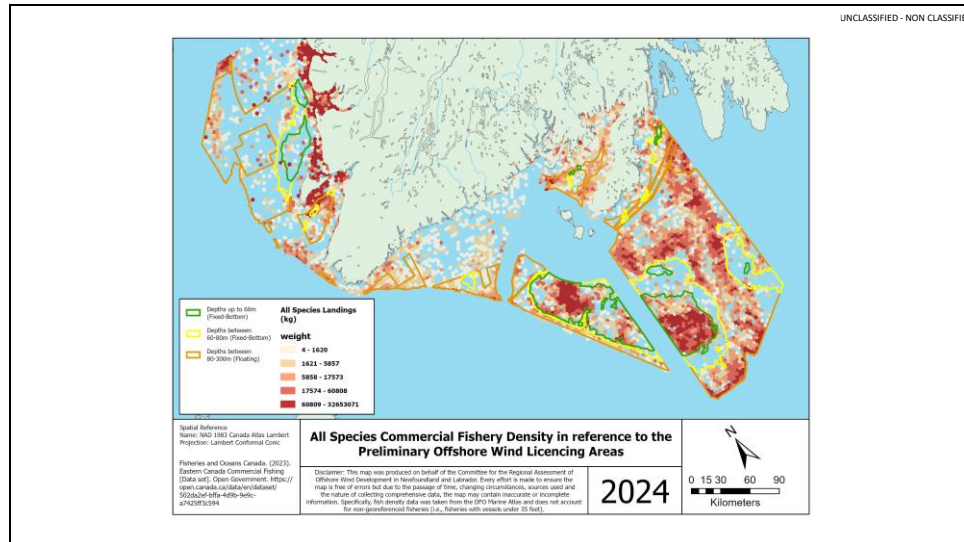 UNCLASSIFIED - NON CLASSIFIÉ
Depths up to 60m
(Fixed-Bottom)
Depths between
60-80m (Fixed-Bottom)
Depths between
80-300m (Floating)
All Species Landings
(kg)
weight
4 - 1620
1621 - 5857
5858 - 17573
17574 - 60808
60809 - 32653071
Spatial Reference
Name: NAD 1983 Canada Atlas Lambert
Projection: Lambert Conformal Conic
Fisheries and Oceans Canada. (2023).
Eastern Canada Commercial Fishing
[Data set]. Open Government. https://
open.canada.ca/data/en/dataset/
502da2ef-bffa-4d9b-9e9c-
a7425ff3c594
All Species Commercial Fishery Density in reference to the
Preliminary Offshore Wind Licencing Areas
Disclaimer: This map was produced on behalf of the Committee for the Regional Assessment of
Offshore Wind Development in Newfoundland and Labrador. Every effort is made to ensure the
map is free of errors but due to the passage of time, changing circumstances, sources used and
the nature of collecting comprehensive data, the map may contain inaccurate or incomplete
information. Specifically, fish density data was taken from the DFO Marine Atlas and does not account
for non-georeferenced fisheries (i.e., fisheries with vessels under 35 feet).
2024
N
0 15 30 60 90
Kilometers